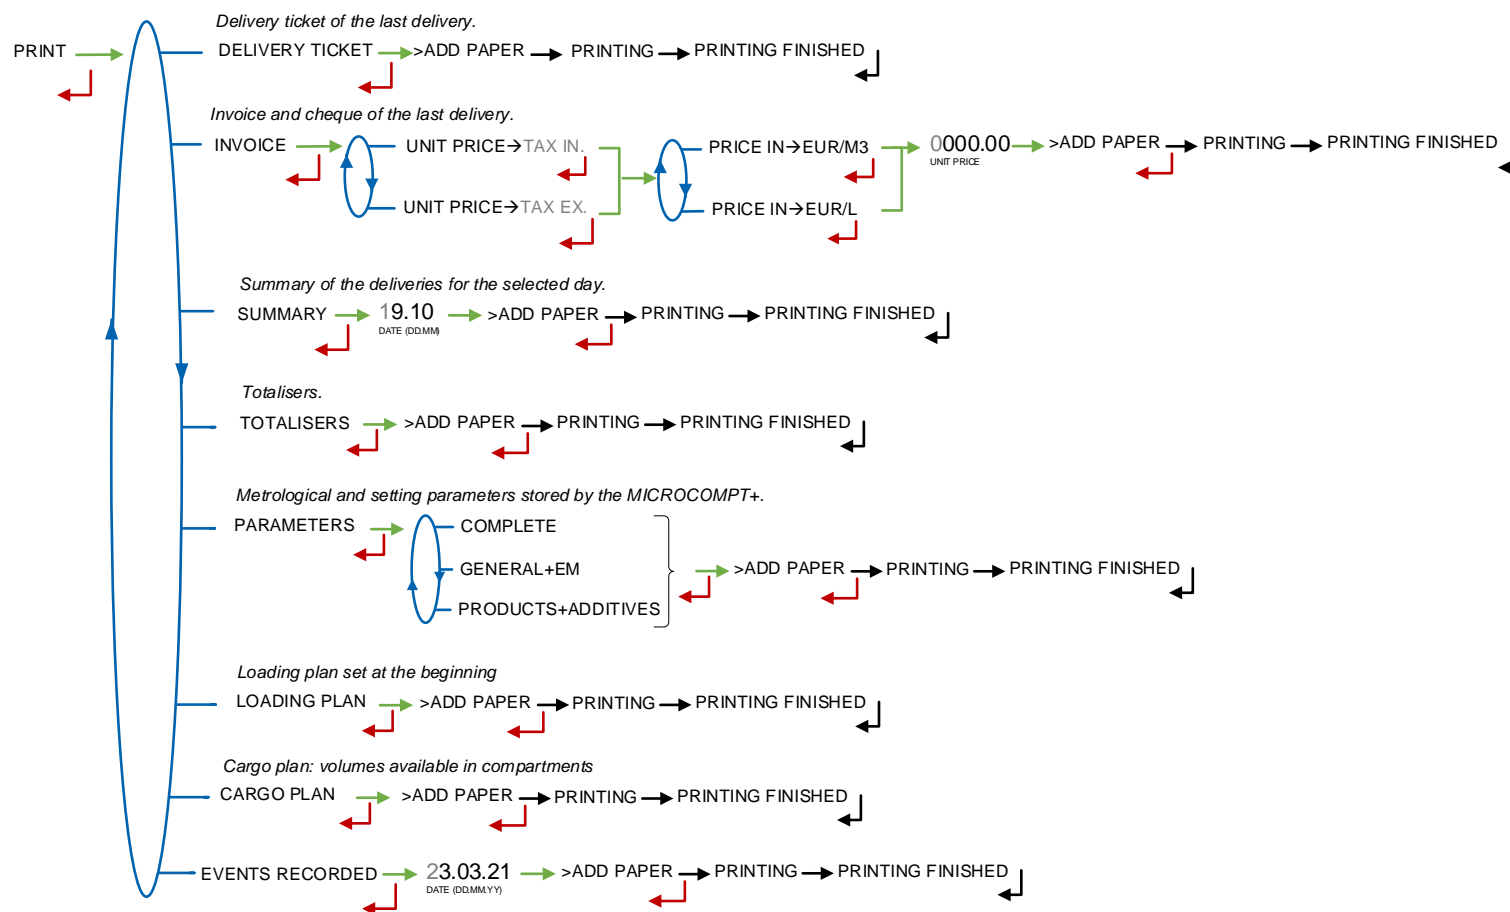 Delivery ticket of the last delivery.
PRINT DELIVERY TICKET >ADD PAPER PRINTING PRINTING FINISHED
Invoice and cheque of the last delivery.
INVOICE UNIT PRICE→TAX IN. PRICE IN→EUR/M3 0000.00 >ADD PAPER PRINTING PRINTING FINISHED
UNIT PRICE
UNIT PRICE→TAX EX. PRICE IN→EUR/L
Summary of the deliveries for the selected day.
SUMMARY 19.10 >ADD PAPER PRINTING PRINTING FINISHED
DATE (DD.MM)
Totalisers.
TOTALISERS >ADD PAPER PRINTING PRINTING FINISHED
Metrological and setting parameters stored by the MICROCOMPT+.
PARAMETERS COMPLETE
GENERAL+EM >ADD PAPER PRINTING PRINTING FINISHED
PRODUCTS+ADDITIVES
Loading plan set at the beginning
LOADING PLAN >ADD PAPER PRINTING PRINTING FINISHED
Cargo plan: volumes available in compartments
CARGO PLAN >ADD PAPER PRINTING PRINTING FINISHED
EVENTS RECORDED 23.03.21 >ADD PAPER PRINTING PRINTING FINISHED
DATE (DD.MM.YY)